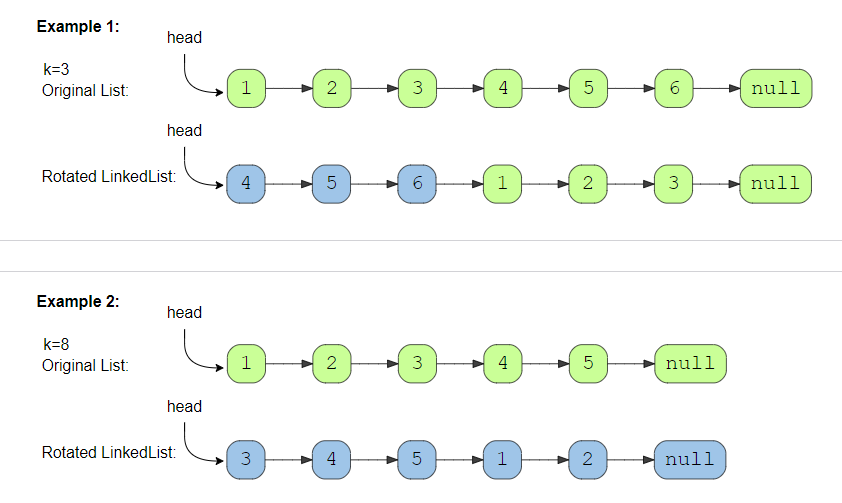 Example 1:
head
k=3
Original List:
1 2 3 4 5 6 null
head
Rotated LinkedList:
4 5 6 1 2 3 null
Example 2:
head
k=8
Original List:
1 2 3 4 5 null
head
Rotated LinkedList:
3 4 5 1 2 null